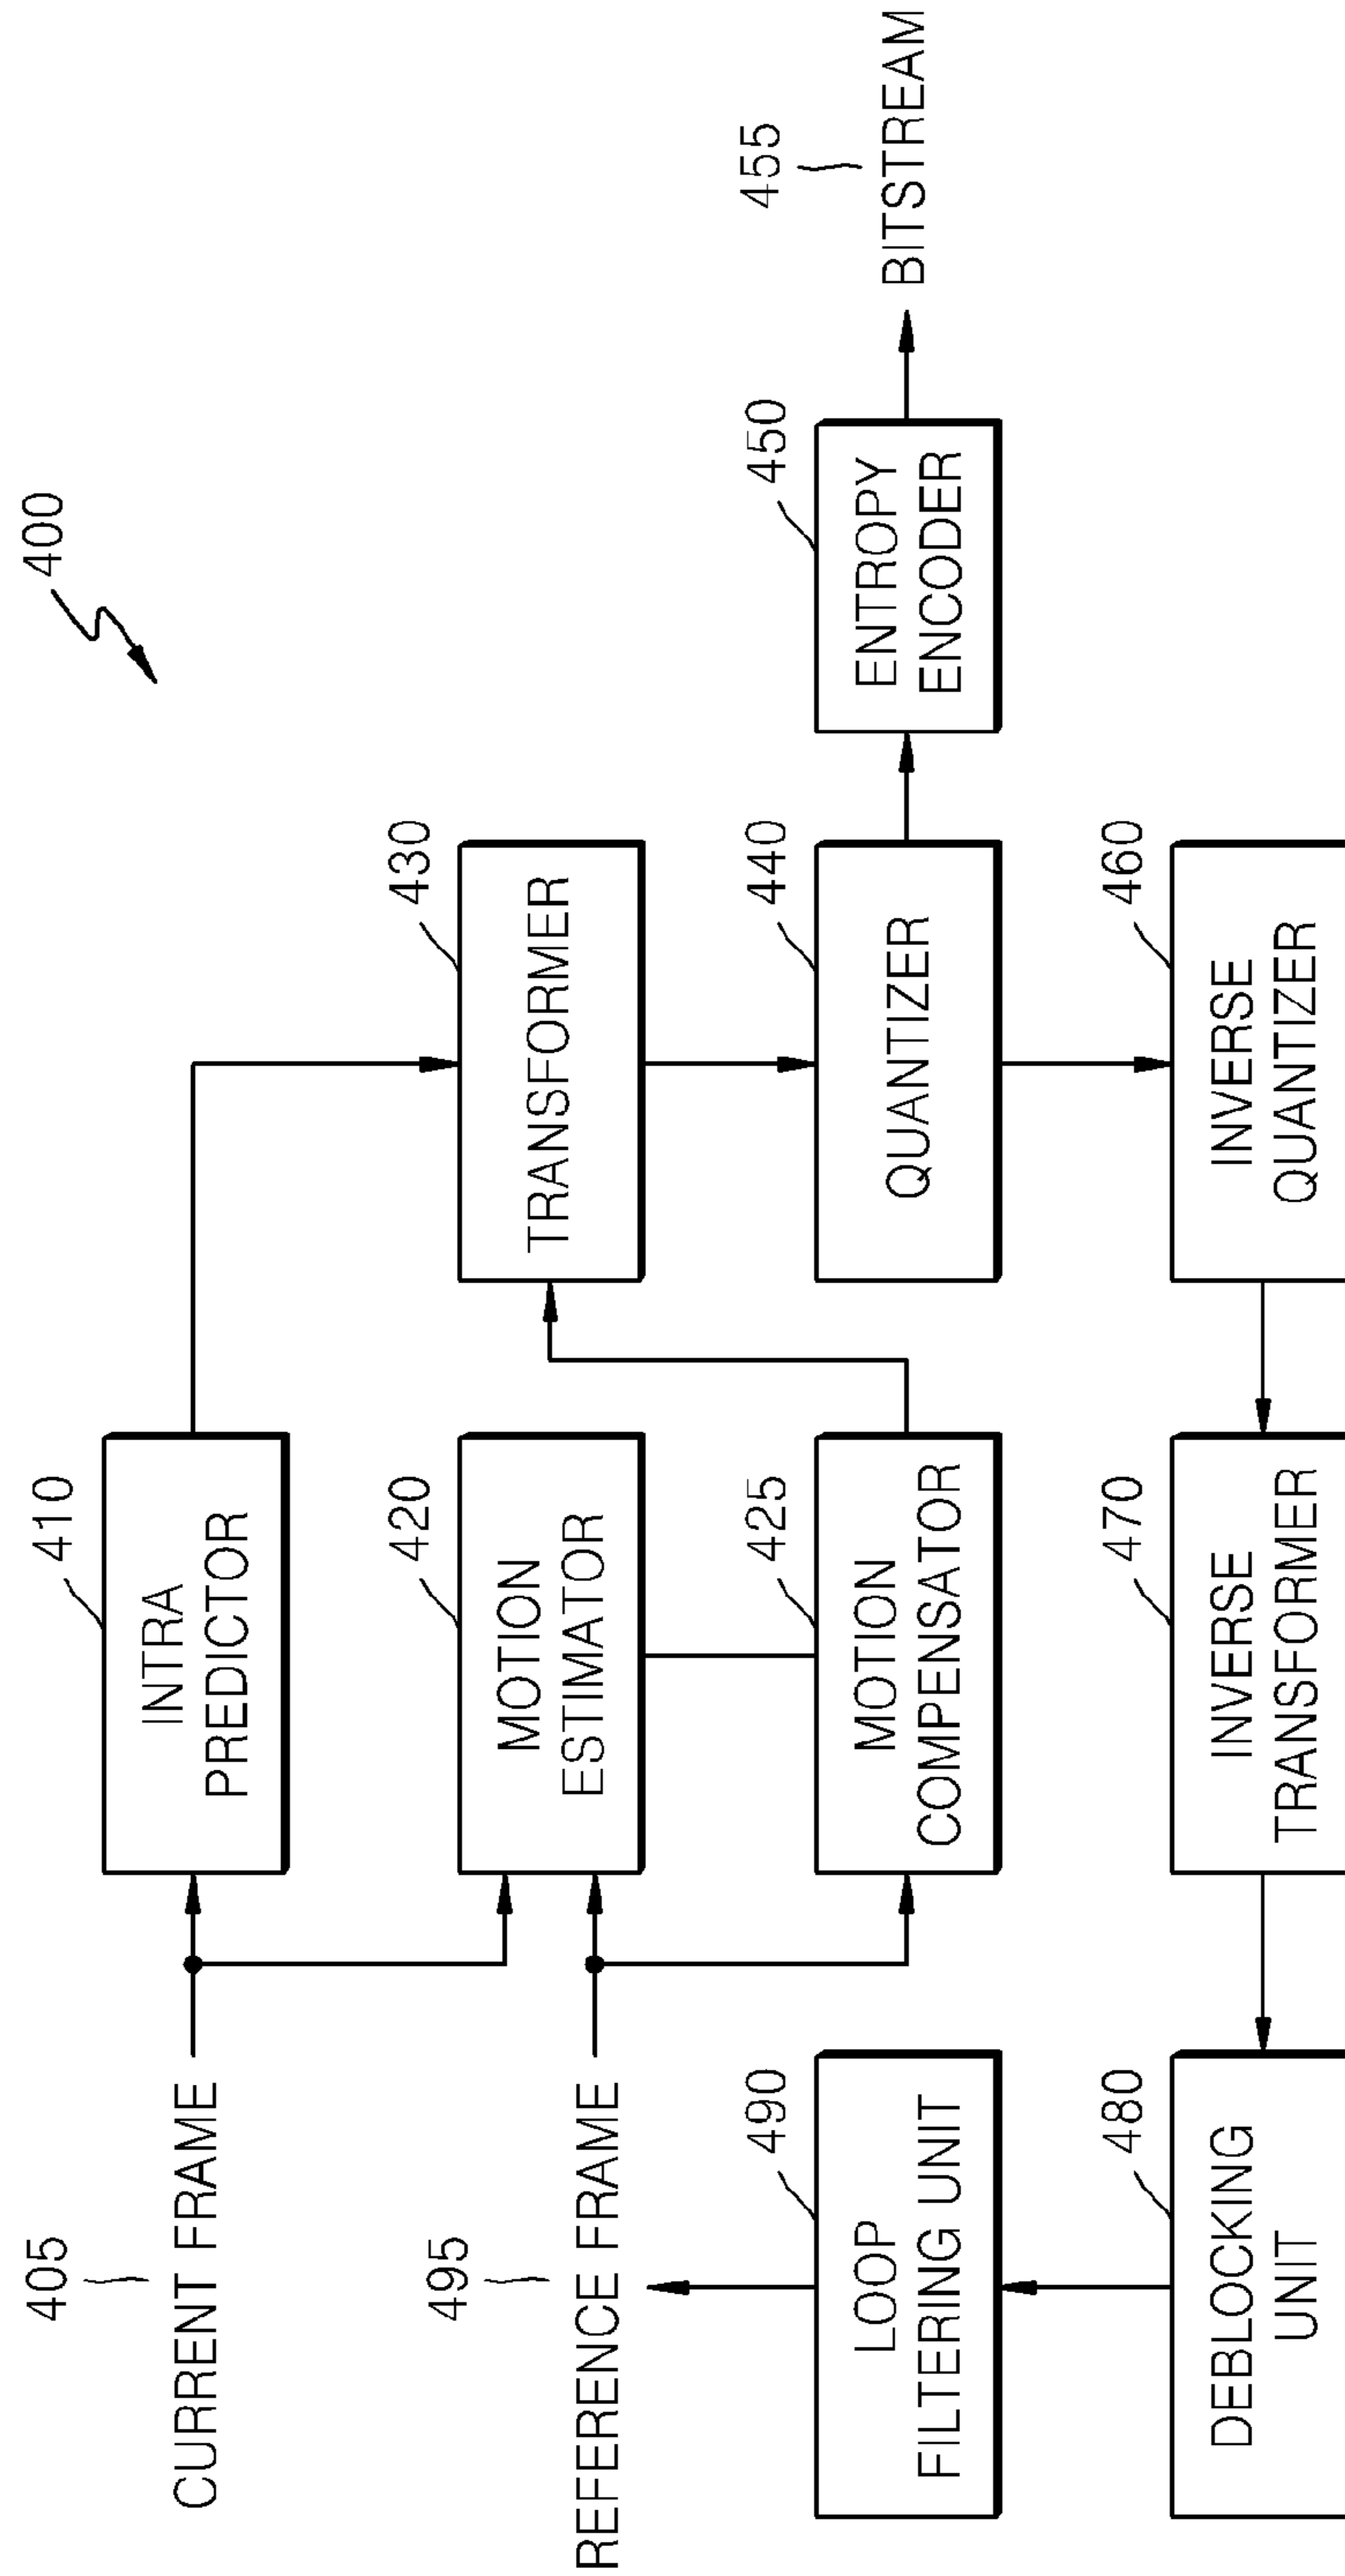 400
405
CURRENT FRAME
410
INTRA
PREDICTOR
495
REFERENCE FRAME
420
MOTION
ESTIMATOR
430
TRANSFORMER
490
LOOP
FILTERING UNIT
425
MOTION
COMPENSATOR
440
QUANTIZER
450
ENTROPY
ENCODER
455
BITSTREAM
480
DEBLOCKING
UNIT
470
INVERSE
TRANSFORMER
460
INVERSE
QUANTIZER